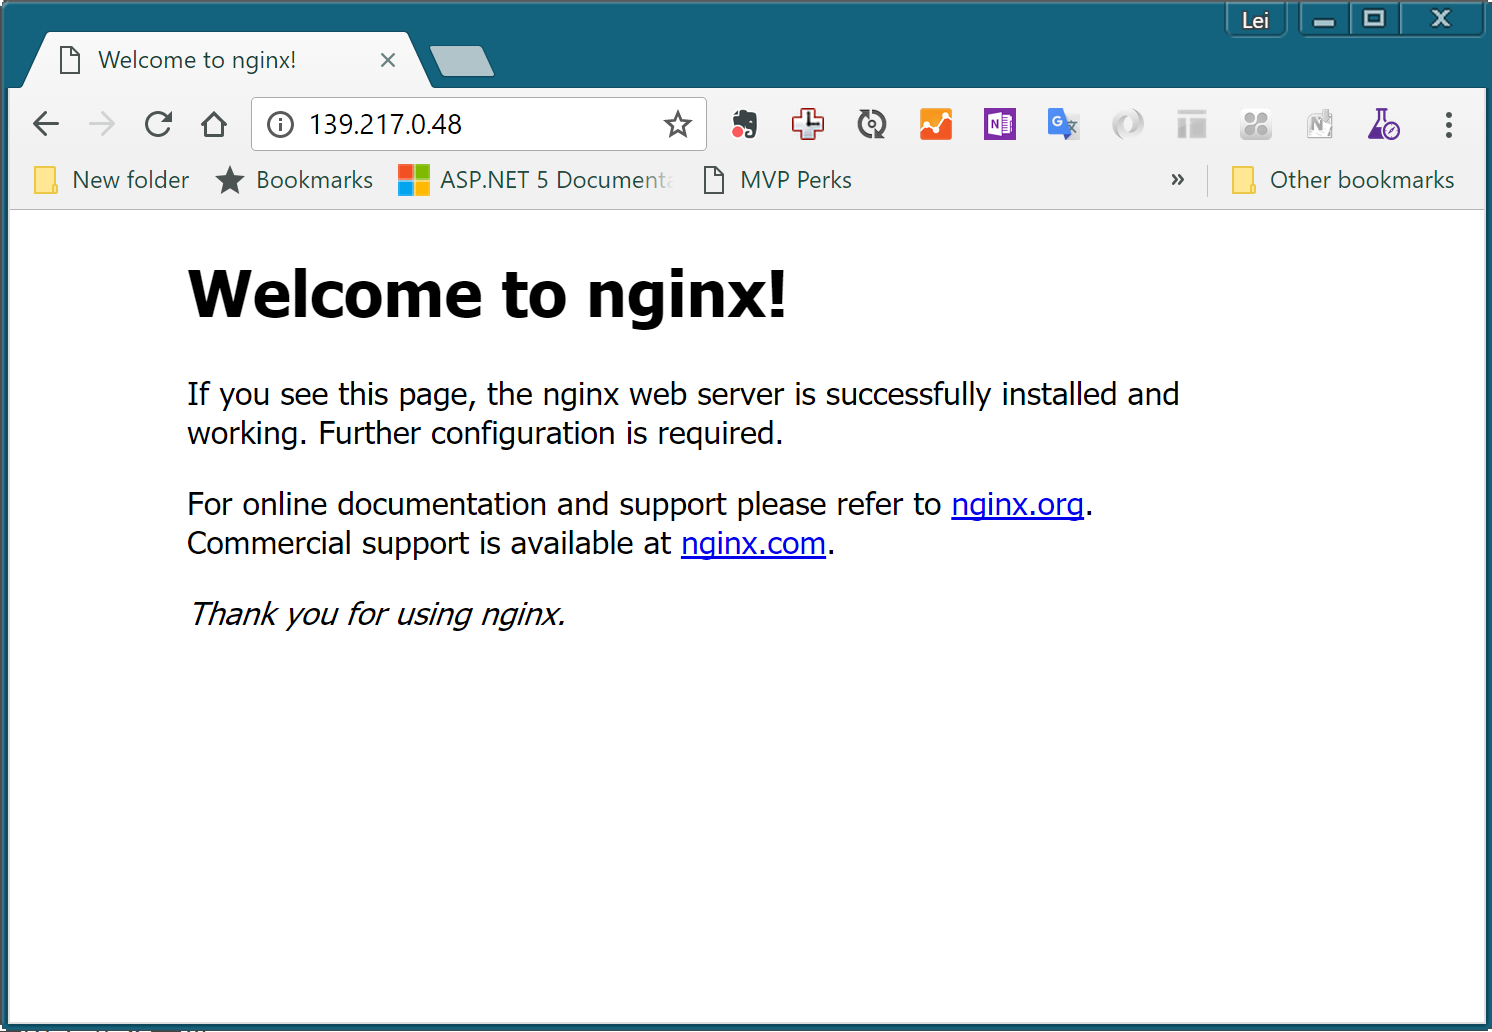 Lei
Welcome to nginx!
139.217.0.48
New folder
Bookmarks
ASP.NET 5 Documenta
MVP Perks
»
Other bookmarks
Welcome to nginx!
If you see this page, the nginx web server is successfully installed and
working. Further configuration is required.
For online documentation and support please refer to nginx.org.
Commercial support is available at nginx.com.
Thank you for using nginx.